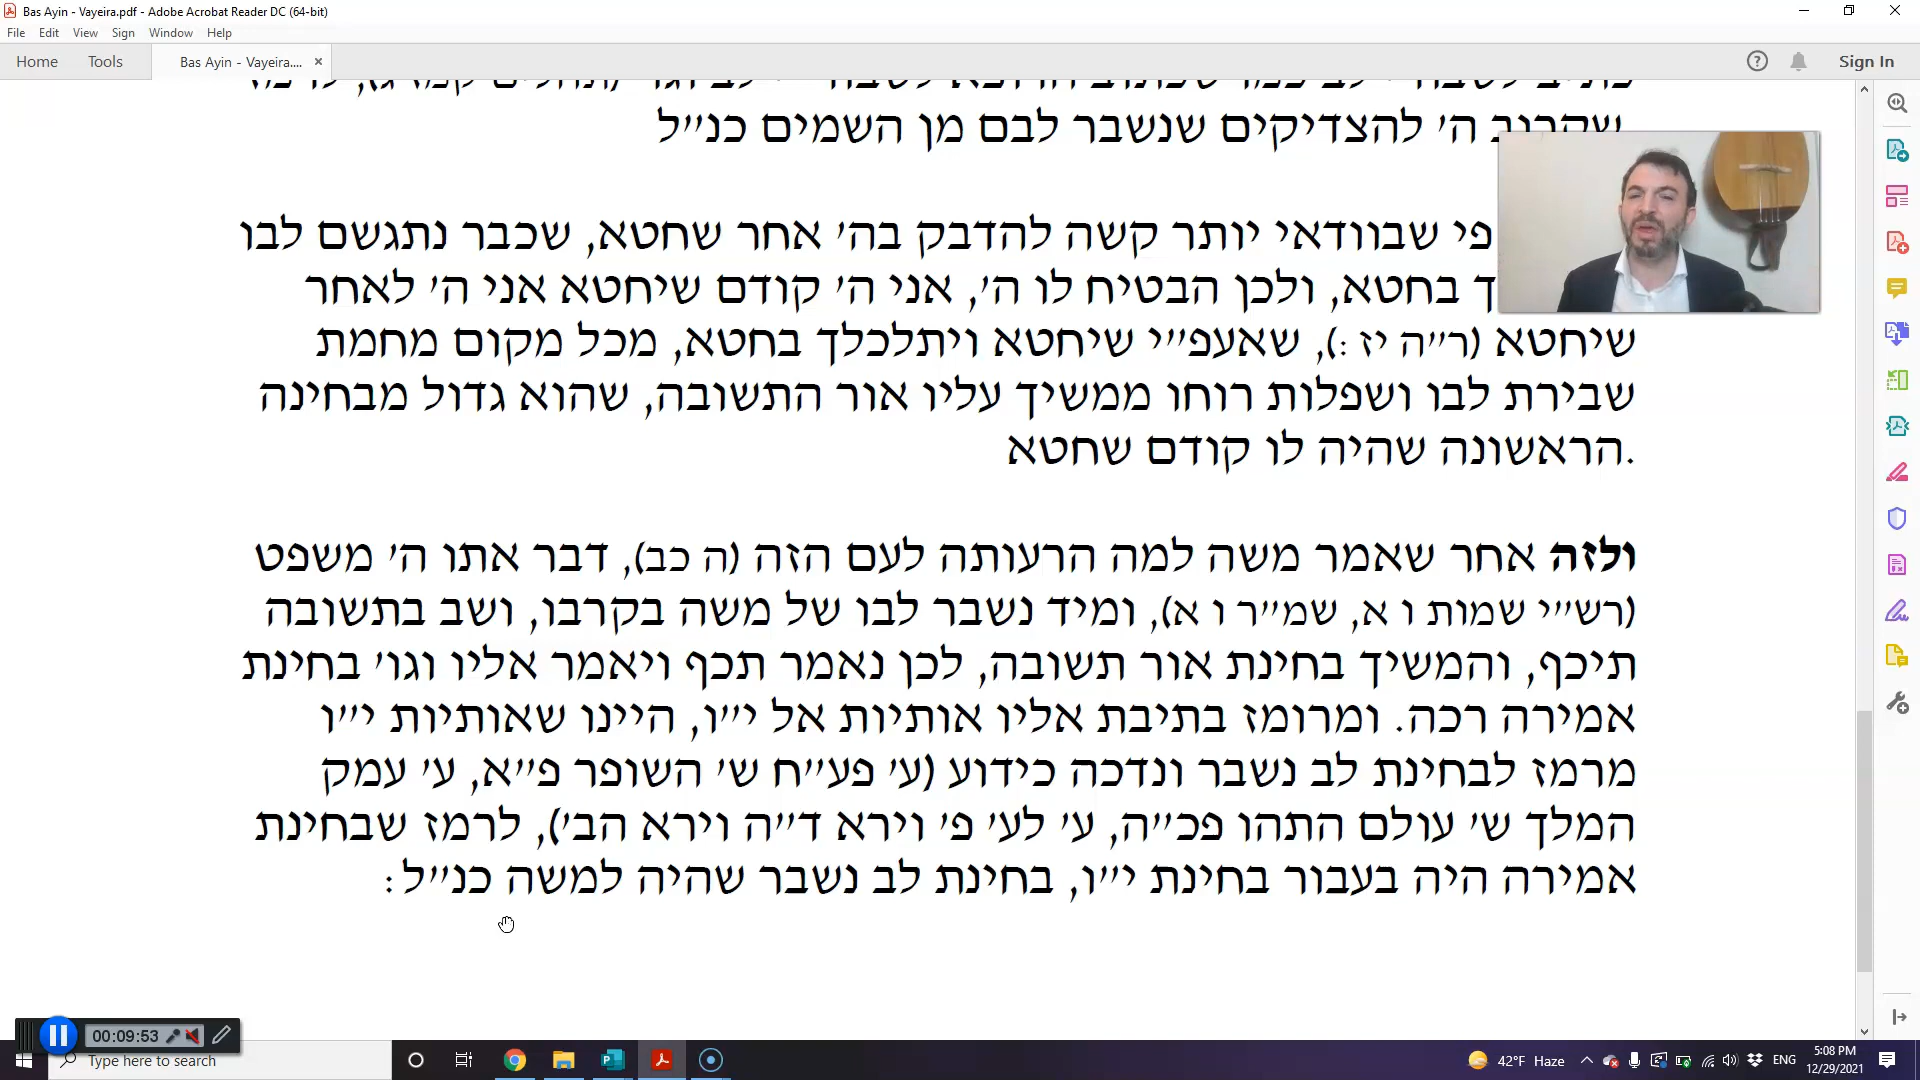 Bas Ayin - Vayeira.pdf - Adobe Acrobat Reader DC (64-bit)
File Edit View Sign Window Help
Home Tools Bas Ayin - Vayeira.... × Sign In
שקרוב ה' להצדיקים שנשבר לבם מן השמים כנ''ל
פי שבוודאי יותר קשה להדבק בה' אחר שחטא, שכבר נתגשם לבו
ך בחטא, ולכן הבטיח לו ה', אני ה' קודם שיחטא אני ה' לאחר
שיחטא (ר''ה יז :), שאעפ''י שיחטא ויתלכלך בחטא, מכל מקום מחמת
שבירת לבו ושפלות רוחו ממשיך עליו אור התשובה, שהוא גדול מבחינה
.הראשונה שהיה לו קודם שחטא
ולזה אחר שאמר משה למה הרעותה לעם הזה (ה כב), דבר אתו ה' משפט
(רש''י שמות ו א, שמ''ר ו א), ומיד נשבר לבו של משה בקרבו, ושב בתשובה
תיכף, והמשיך בחינת אור תשובה, לכן נאמר תכף ויאמר אליו וגו' בחינת
אמירה רכה. ומרומז בתיבת אליו אותיות אל י''ו, היינו שאותיות י''ו
מרמז לבחינת לב נשבר ונדכה כידוע (ע' פע''ח ש' השופר פ''א, ע' עמק
המלך ש' עולם התהו פכ''ה, ע' לע' פ' וירא ד''ה וירא הב'), לרמז שבחינת
אמירה היה בעבור בחינת י''ו, בחינת לב נשבר שהיה למשה כנ''ל :
00:09:53
Type here to search
42°F Haze ENG 5:08 PM
12/29/2021